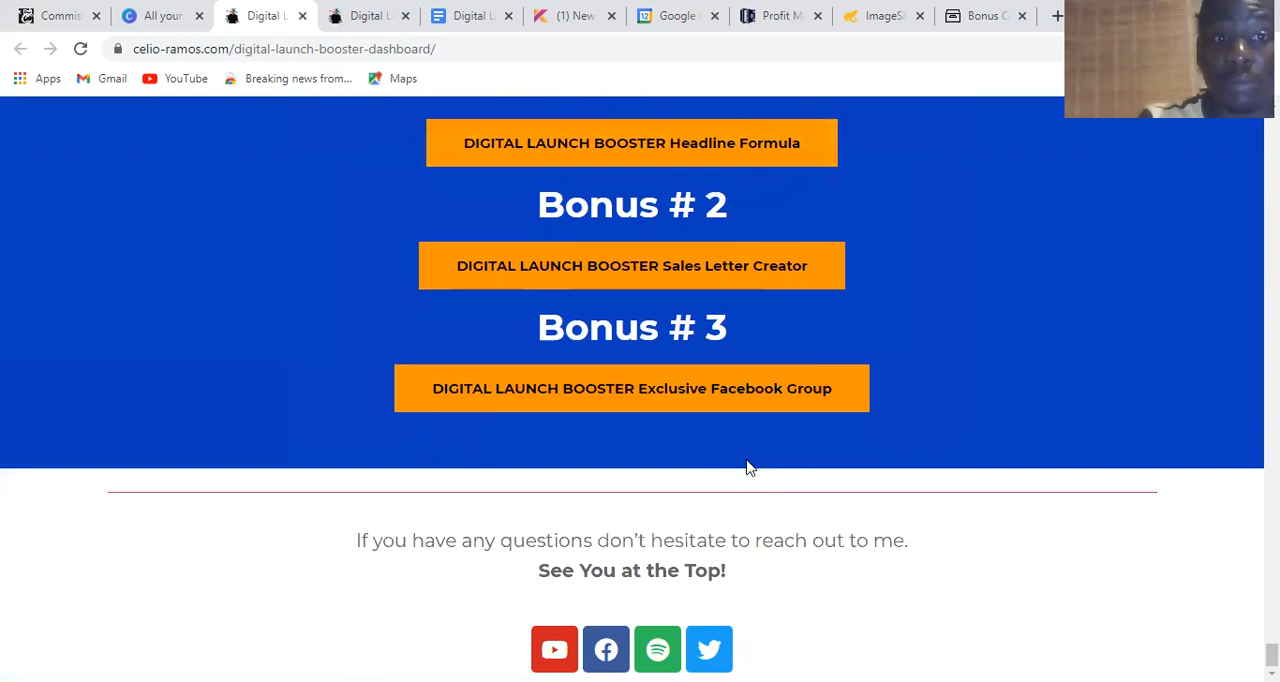 Commis
All your
Digital L
Digital L
Digital L
(1) New
Google
Profit M
ImageS
Bonus C
celio-ramos.com/digital-launch-booster-dashboard/
Apps
Gmail
YouTube
Breaking news from...
Maps
DIGITAL LAUNCH BOOSTER Headline Formula
Bonus # 2
DIGITAL LAUNCH BOOSTER Sales Letter Creator
Bonus # 3
DIGITAL LAUNCH BOOSTER Exclusive Facebook Group
If you have any questions don’t hesitate to reach out to me.
See You at the Top!